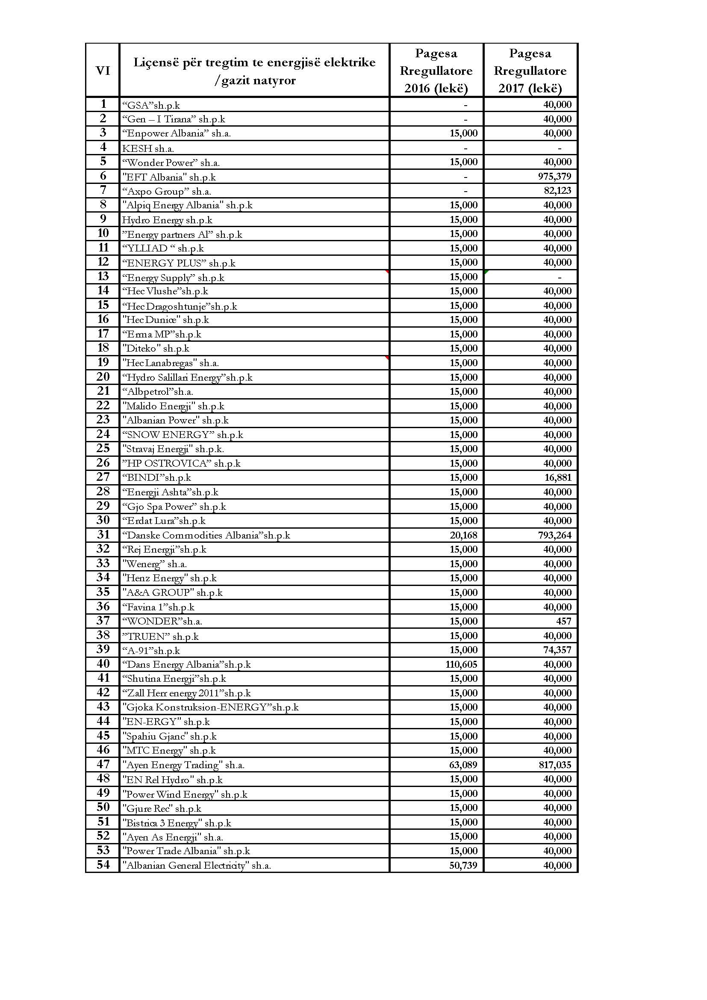 VI Liçensë për tregtim te energjisë elektrike /gazit natyror Pagesa Rregullatore 2016 (lekë) Pagesa Rregullatore 2017 (lekë)
1 “GSA”sh.p.k - 40,000
2 “Gen – I Tirana” sh.p.k - 40,000
3 “Enpower Albania” sh.a. 15,000 40,000
4 KESH sh.a. - -
5 “Wonder Power” sh.a. 15,000 40,000
6 "EFT Albania" sh.p.k - 975,379
7 “Axpo Group” sh.a. - 82,123
8 "Alpiq Energy Albania" sh.p.k 15,000 40,000
9 Hydro Energy sh.p.k 15,000 40,000
10 ”Energy partners Al” sh.p.k 15,000 40,000
11 “YLLIAD “ sh.p.k 15,000 40,000
12 “ENERGY PLUS” sh.p.k 15,000 40,000
13 “Energy Supply” sh.p.k 15,000 -
14 “Hec Vlushe”sh.p.k 15,000 40,000
15 “Hec Dragoshtunje”sh.p.k 15,000 40,000
16 "Hec Dunice" sh.p.k 15,000 40,000
17 “Erma MP”sh.p.k 15,000 40,000
18 "Diteko" sh.p.k 15,000 40,000
19 "Hec Lanabregas" sh.a. 15,000 40,000
20 “Hydro Salillari Energy”sh.p.k 15,000 40,000
21 “Albpetrol”sh.a. 15,000 40,000
22 "Malido Energji" sh.p.k 15,000 40,000
23 "Albanian Power" sh.p.k 15,000 40,000
24 “SNOW ENERGY” sh.p.k 15,000 40,000
25 "Stravaj Energji" sh.p.k. 15,000 40,000
26 ”HP OSTROVICA” sh.p.k 15,000 40,000
27 “BINDI”sh.p.k 15,000 16,881
28 “Energji Ashta”sh.p.k 15,000 40,000
29 “Gjo Spa Power” sh.p.k 15,000 40,000
30 “Erdat Lura”sh.p.k 15,000 40,000
31 “Danske Commodities Albania”sh.p.k 20,168 793,264
32 “Rej Energji”sh.p.k 15,000 40,000
33 "Wenerg” sh.a. 15,000 40,000
34 "Henz Energy" sh.p.k 15,000 40,000
35 "A&A GROUP" sh.p.k 15,000 40,000
36 “Favina 1”sh.p.k 15,000 40,000
37 “WONDER”sh.a. 15,000 457
38 ”TRUEN” sh.p.k 15,000 40,000
39 “A-91”sh.p.k 15,000 74,357
40 “Dans Energy Albania”sh.p.k 110,605 40,000
41 “Shutina Energji”sh.p.k 15,000 40,000
42 “Zall Herr energy 2011”sh.p.k 15,000 40,000
43 "Gjoka Konstruksion-ENERGY”sh.p.k 15,000 40,000
44 "EN-ERGY" sh.p.k 15,000 40,000
45 "Spahiu Gjanc" sh.p.k 15,000 40,000
46 "MTC Energy" sh.p.k 15,000 40,000
47 "Ayen Energy Trading" sh.a. 63,089 817,035
48 "EN Rel Hydro" sh.p.k 15,000 40,000
49 "Power Wind Energy" sh.p.k 15,000 40,000
50 "Gjure Rec" sh.p.k 15,000 40,000
51 "Bistrica 3 Energy" sh.p.k 15,000 40,000
52 "Ayen As Energji" sh.a. 15,000 40,000
53 "Power Trade Albania" sh.p.k 15,000 40,000
54 "Albanian General Electricity" sh.a. 50,739 40,000